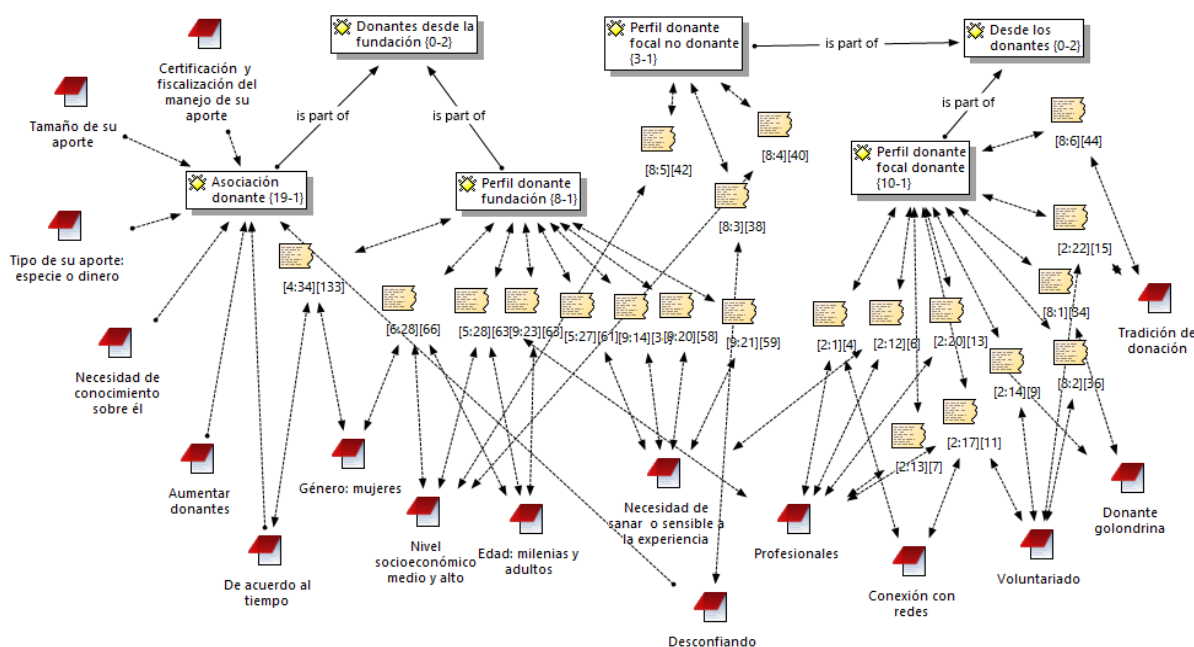 Donantes desde la
fundación {0-2}
Perfil donante
focal no donante
{3-1}
is part of
Desde los
donantes {0-2}
Certificación y
fiscalización del
manejo de su
aporte
Tamaño de su
aporte
is part of
is part of
is part of
[8:5][42]
[8:4][40]
[8:6][44]
Asociación
donante {19-1}
Perfil donante
fundación {8-1}
Perfil donante
focal donante
{10-1}
[8:3][38]
[2:22][15]
Tipo de su aporte:
especie o dinero
[4:34][133]
[6:28][66]
[5:28][63]
[9:23][63]
[5:27][61]
[9:14][3
[9:20][58]
[9:21][59]
[2:1][4]
[2:12][6]
[2:20][13]
[8:1][34]
[2:14][9]
[8:2][36]
Tradición de
donación
Necesidad de
conocimiento
sobre él
[2:13][7]
[2:17][11]
Aumentar
donantes
Género: mujeres
Nivel
socioeconómico
medio y alto
Edad: milenias y
adultos
Necesidad de
sanar o sensible a
la experiencia
Profesionales
Donante
golondrina
Conexión con
redes
Voluntariado
De acuerdo al
tiempo
Desconfiando